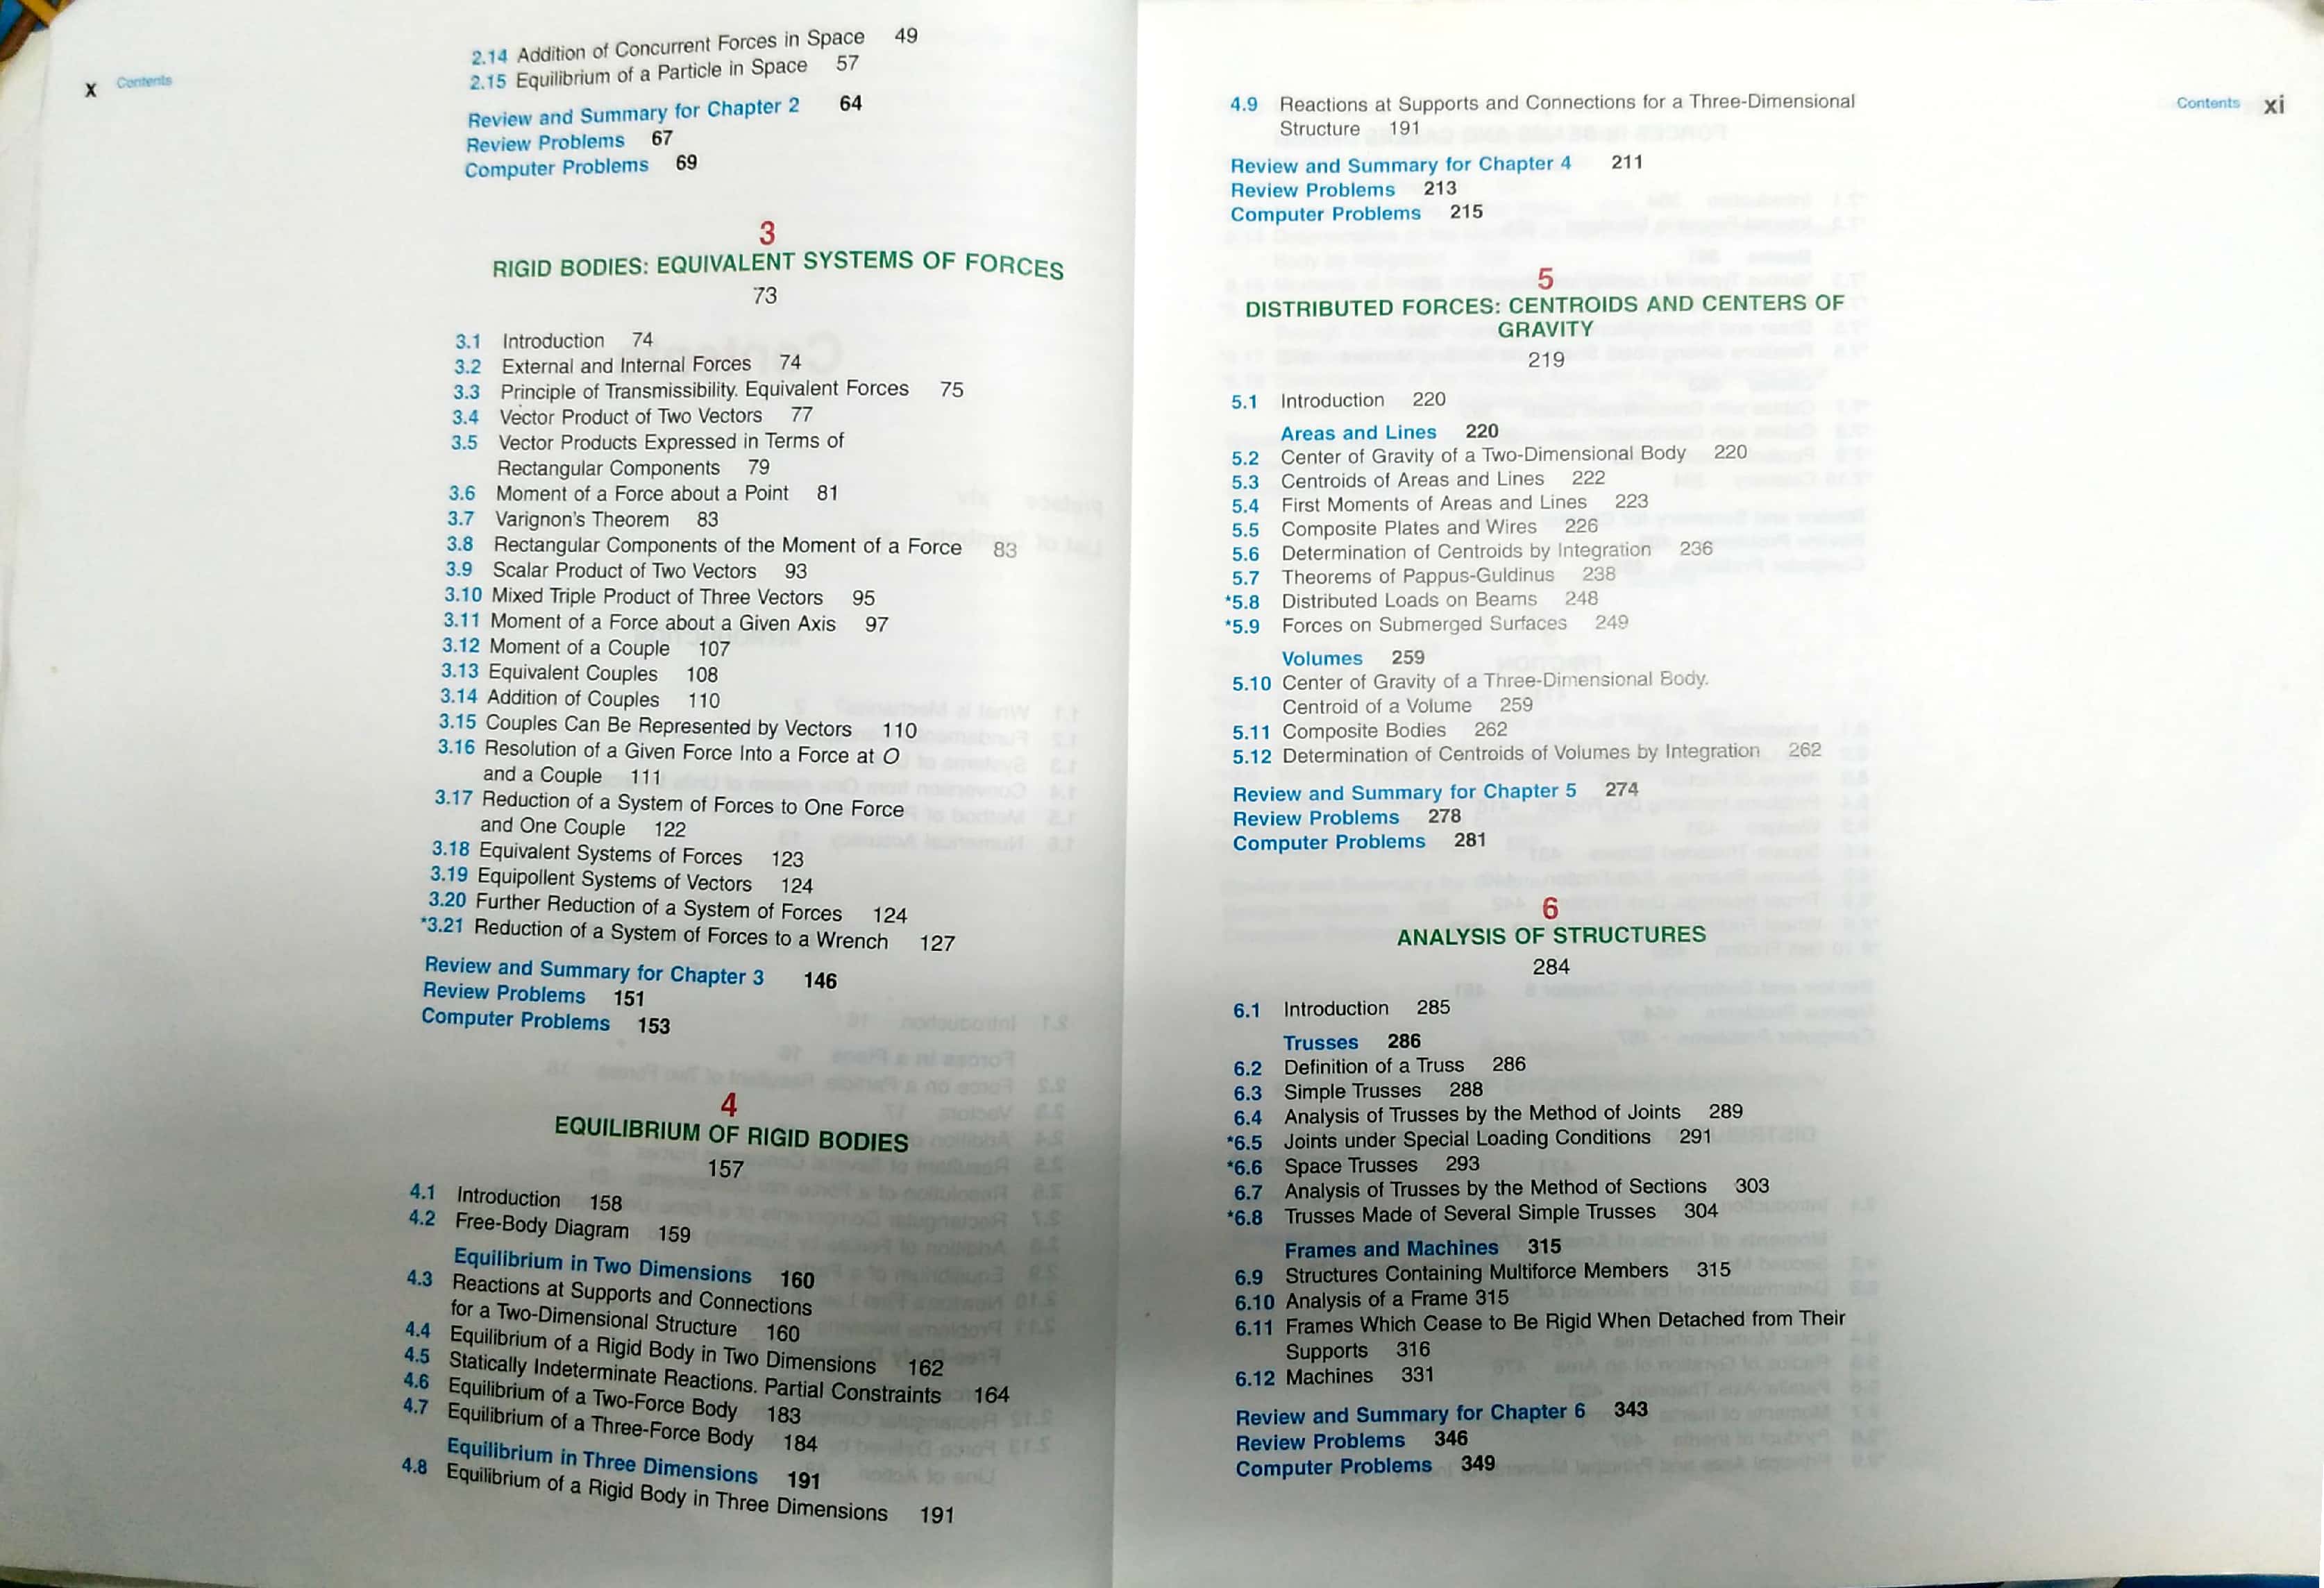 x Contents
2.14 Addition of Concurrent Forces in Space 49
2.15 Equilibrium of a Particle in Space 57
Review and Summary for Chapter 2 64
Review Problems 67
Computer Problems 69
3
RIGID BODIES: EQUIVALENT SYSTEMS OF FORCES
73
3.1 Introduction 74
3.2 External and Internal Forces 74
3.3 Principle of Transmissibility. Equivalent Forces 75
3.4 Vector Product of Two Vectors 77
3.5 Vector Products Expressed in Terms of
Rectangular Components 79
3.6 Moment of a Force about a Point 81
3.7 Varignon's Theorem 83
3.8 Rectangular Components of the Moment of a Force 83
3.9 Scalar Product of Two Vectors 93
3.10 Mixed Triple Product of Three Vectors 95
3.11 Moment of a Force about a Given Axis 97
3.12 Moment of a Couple 107
3.13 Equivalent Couples 108
3.14 Addition of Couples 110
3.15 Couples Can Be Represented by Vectors 110
3.16 Resolution of a Given Force Into a Force at O
and a Couple 111
3.17 Reduction of a System of Forces to One Force
and One Couple 122
3.18 Equivalent Systems of Forces 123
3.19 Equipollent Systems of Vectors 124
3.20 Further Reduction of a System of Forces 124
*3.21 Reduction of a System of Forces to a Wrench 127
Review and Summary for Chapter 3 146
Review Problems 151
Computer Problems 153
4
EQUILIBRIUM OF RIGID BODIES
157
4.1 Introduction 158
4.2 Free-Body Diagram 159
Equilibrium in Two Dimensions 160
4.3 Reactions at Supports and Connections
for a Two-Dimensional Structure 160
4.4 Equilibrium of a Rigid Body in Two Dimensions 162
4.5 Statically Indeterminate Reactions. Partial Constraints 164
4.6 Equilibrium of a Two-Force Body 183
4.7 Equilibrium of a Three-Force Body 184
Equilibrium in Three Dimensions 191
4.8 Equilibrium of a Rigid Body in Three Dimensions 191
Contents xi
4.9 Reactions at Supports and Connections for a Three-Dimensional
Structure 191
Review and Summary for Chapter 4 211
Review Problems 213
Computer Problems 215
5
DISTRIBUTED FORCES: CENTROIDS AND CENTERS OF
GRAVITY
219
5.1 Introduction 220
Areas and Lines 220
5.2 Center of Gravity of a Two-Dimensional Body 220
5.3 Centroids of Areas and Lines 222
5.4 First Moments of Areas and Lines 223
5.5 Composite Plates and Wires 226
5.6 Determination of Centroids by Integration 236
5.7 Theorems of Pappus-Guldinus 238
*5.8 Distributed Loads on Beams 248
*5.9 Forces on Submerged Surfaces 249
Volumes 259
5.10 Center of Gravity of a Three-Dimensional Body.
Centroid of a Volume 259
5.11 Composite Bodies 262
5.12 Determination of Centroids of Volumes by Integration 262
Review and Summary for Chapter 5 274
Review Problems 278
Computer Problems 281
6
ANALYSIS OF STRUCTURES
284
6.1 Introduction 285
Trusses 286
6.2 Definition of a Truss 286
6.3 Simple Trusses 288
6.4 Analysis of Trusses by the Method of Joints 289
*6.5 Joints under Special Loading Conditions 291
*6.6 Space Trusses 293
6.7 Analysis of Trusses by the Method of Sections 303
*6.8 Trusses Made of Several Simple Trusses 304
Frames and Machines 315
6.9 Structures Containing Multiforce Members 315
6.10 Analysis of a Frame 315
6.11 Frames Which Cease to Be Rigid When Detached from Their
Supports 316
6.12 Machines 331
Review and Summary for Chapter 6 343
Review Problems 346
Computer Problems 349